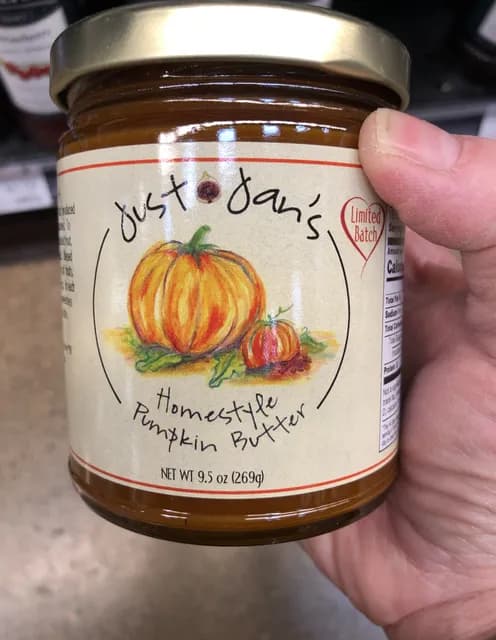 Just Jan's
Limited
Batch
Homestyle
Pumpkin Butter
NET WT 9.5 oz (269g)